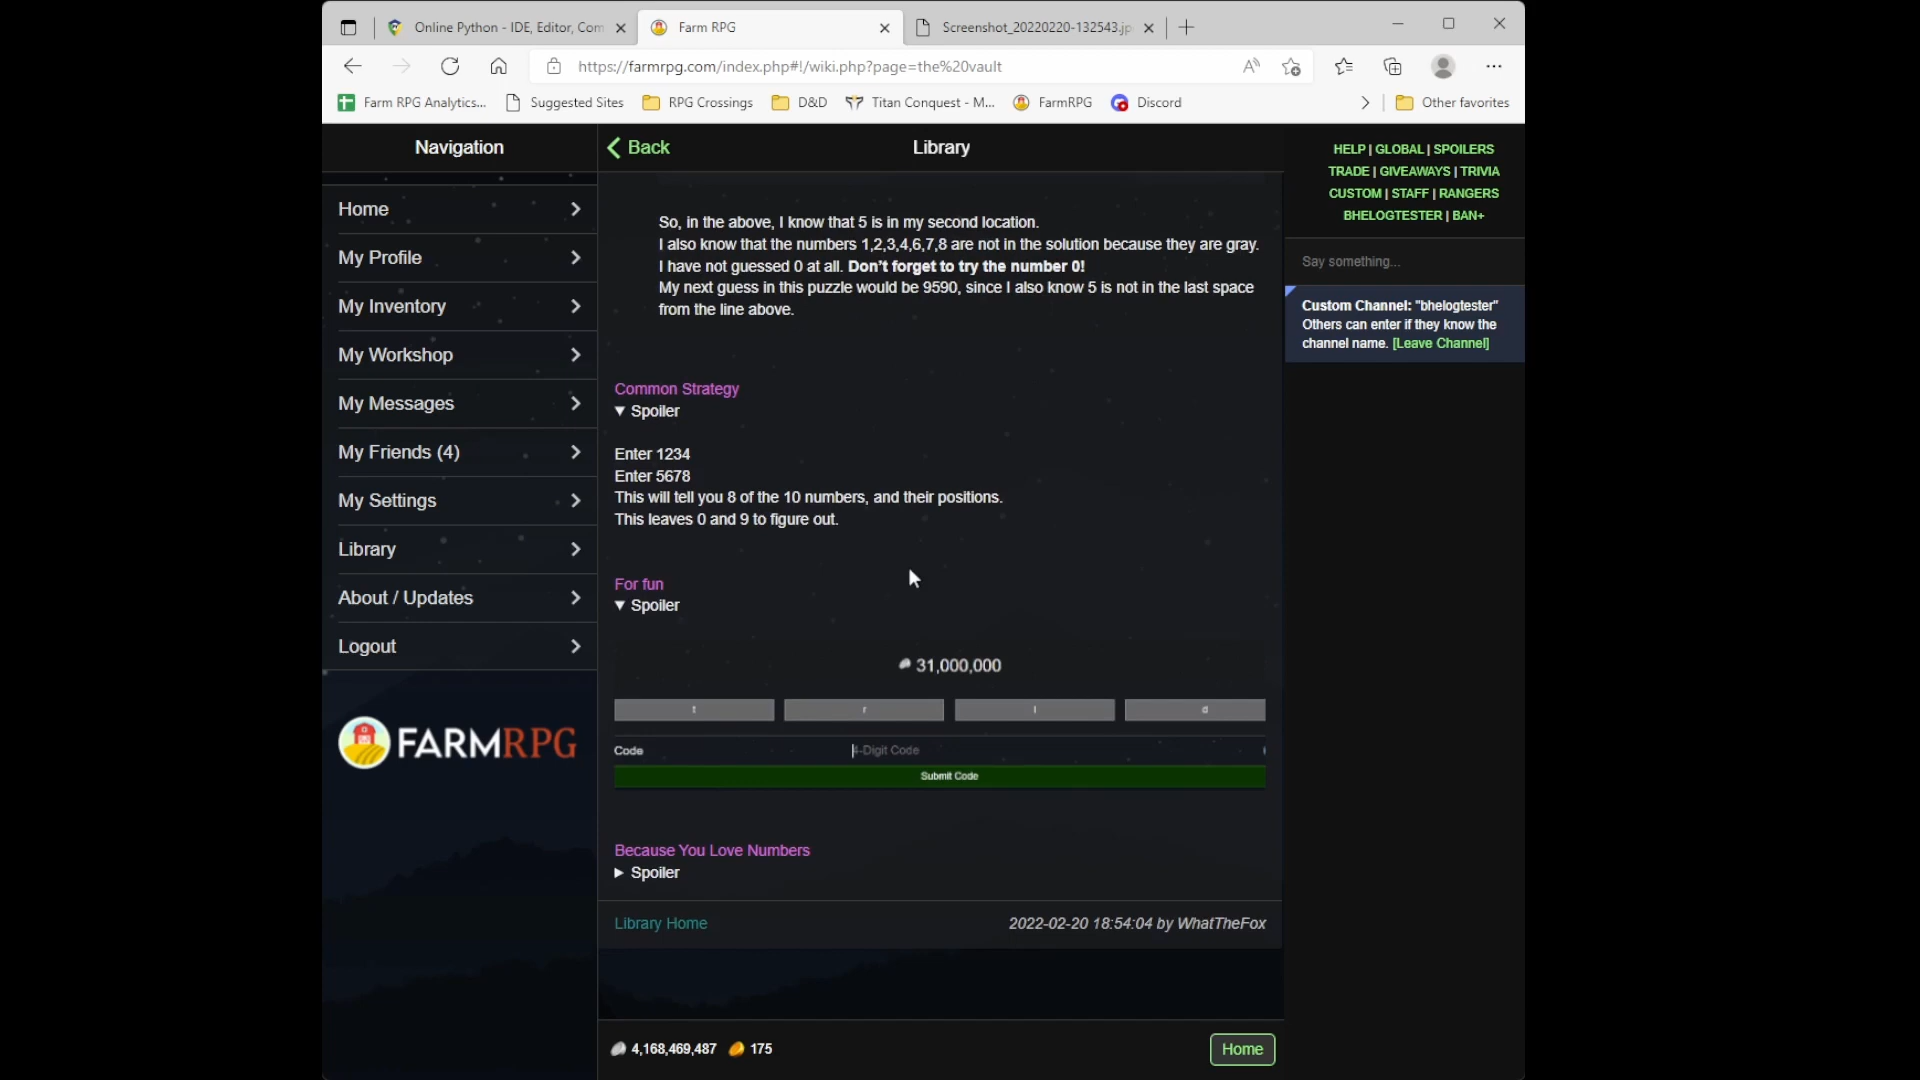 Online Python - IDE, Editor, Com
Farm RPG
Screenshot_20220220-132543.jp
https://farmrpg.com/index.php#!/wiki.php?page=the%20vault
Farm RPG Analytics...
Suggested Sites
RPG Crossings
D&D
Titan Conquest - M...
FarmRPG
Discord
Other favorites
Navigation
Back
Library
HELP | GLOBAL | SPOILERS
TRADE | GIVEAWAYS | TRIVIA
CUSTOM | STAFF | RANGERS
BHELOGTESTER | BAN+
Home
My Profile
My Inventory
My Workshop
My Messages
My Friends (4)
My Settings
Library
About / Updates
Logout
FARMRPG
So, in the above, I know that 5 is in my second location.
I also know that the numbers 1,2,3,4,6,7,8 are not in the solution because they are gray.
I have not guessed 0 at all. Don't forget to try the number 0!
My next guess in this puzzle would be 9590, since I also know 5 is not in the last space
from the line above.
Common Strategy
▼ Spoiler
Enter 1234
Enter 5678
This will tell you 8 of the 10 numbers, and their positions.
This leaves 0 and 9 to figure out.
For fun
▼ Spoiler
31,000,000
t r l d
Code
4-Digit Code
Submit Code
Because You Love Numbers
▶ Spoiler
Library Home
2022-02-20 18:54:04 by WhatTheFox
4,168,469,487
175
Home
Say something...
Custom Channel: "bhelogtester"
Others can enter if they know the
channel name. [Leave Channel]